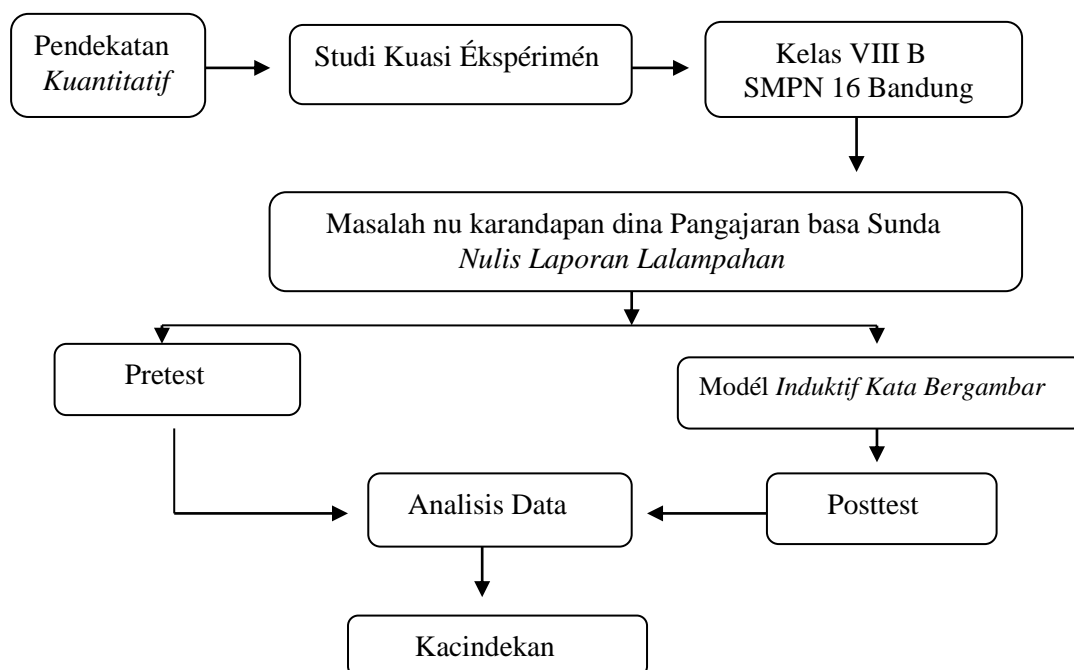 Pendekatan
Kuantitatif
Studi Kuasi Ékspérimén
Kelas VIII B
SMPN 16 Bandung
Masalah nu karandapan dina Pangajaran basa Sunda
Nulis Laporan Lalampahan
Pretest
Modél Induktif Kata Bergambar
Analisis Data
Posttest
Kacindekan